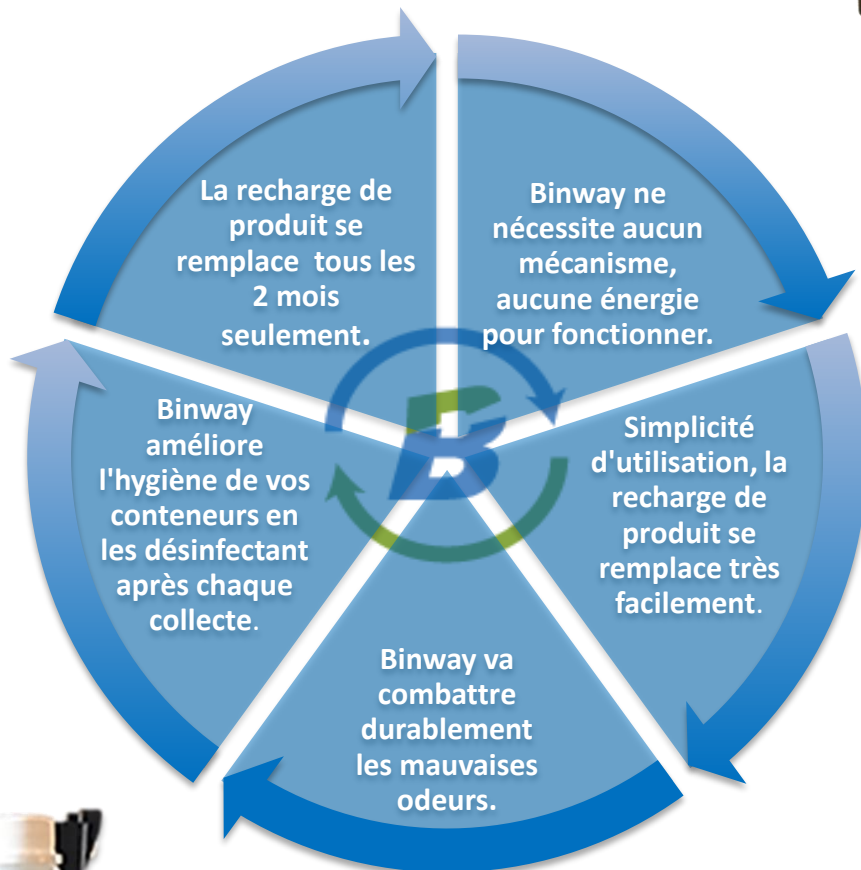 Binway ne
nécessite aucun
mécanisme,
aucune énergie
pour fonctionner.
Simplicité
d'utilisation, la
recharge de
produit se
remplace très
facilement.
Binway va
combattre
durablement
les mauvaises
odeurs.
Binway
améliore
l'hygiène de vos
conteneurs en
les désinfectant
après chaque
collecte.
La recharge de
produit se
remplace tous les
2 mois
seulement.
B